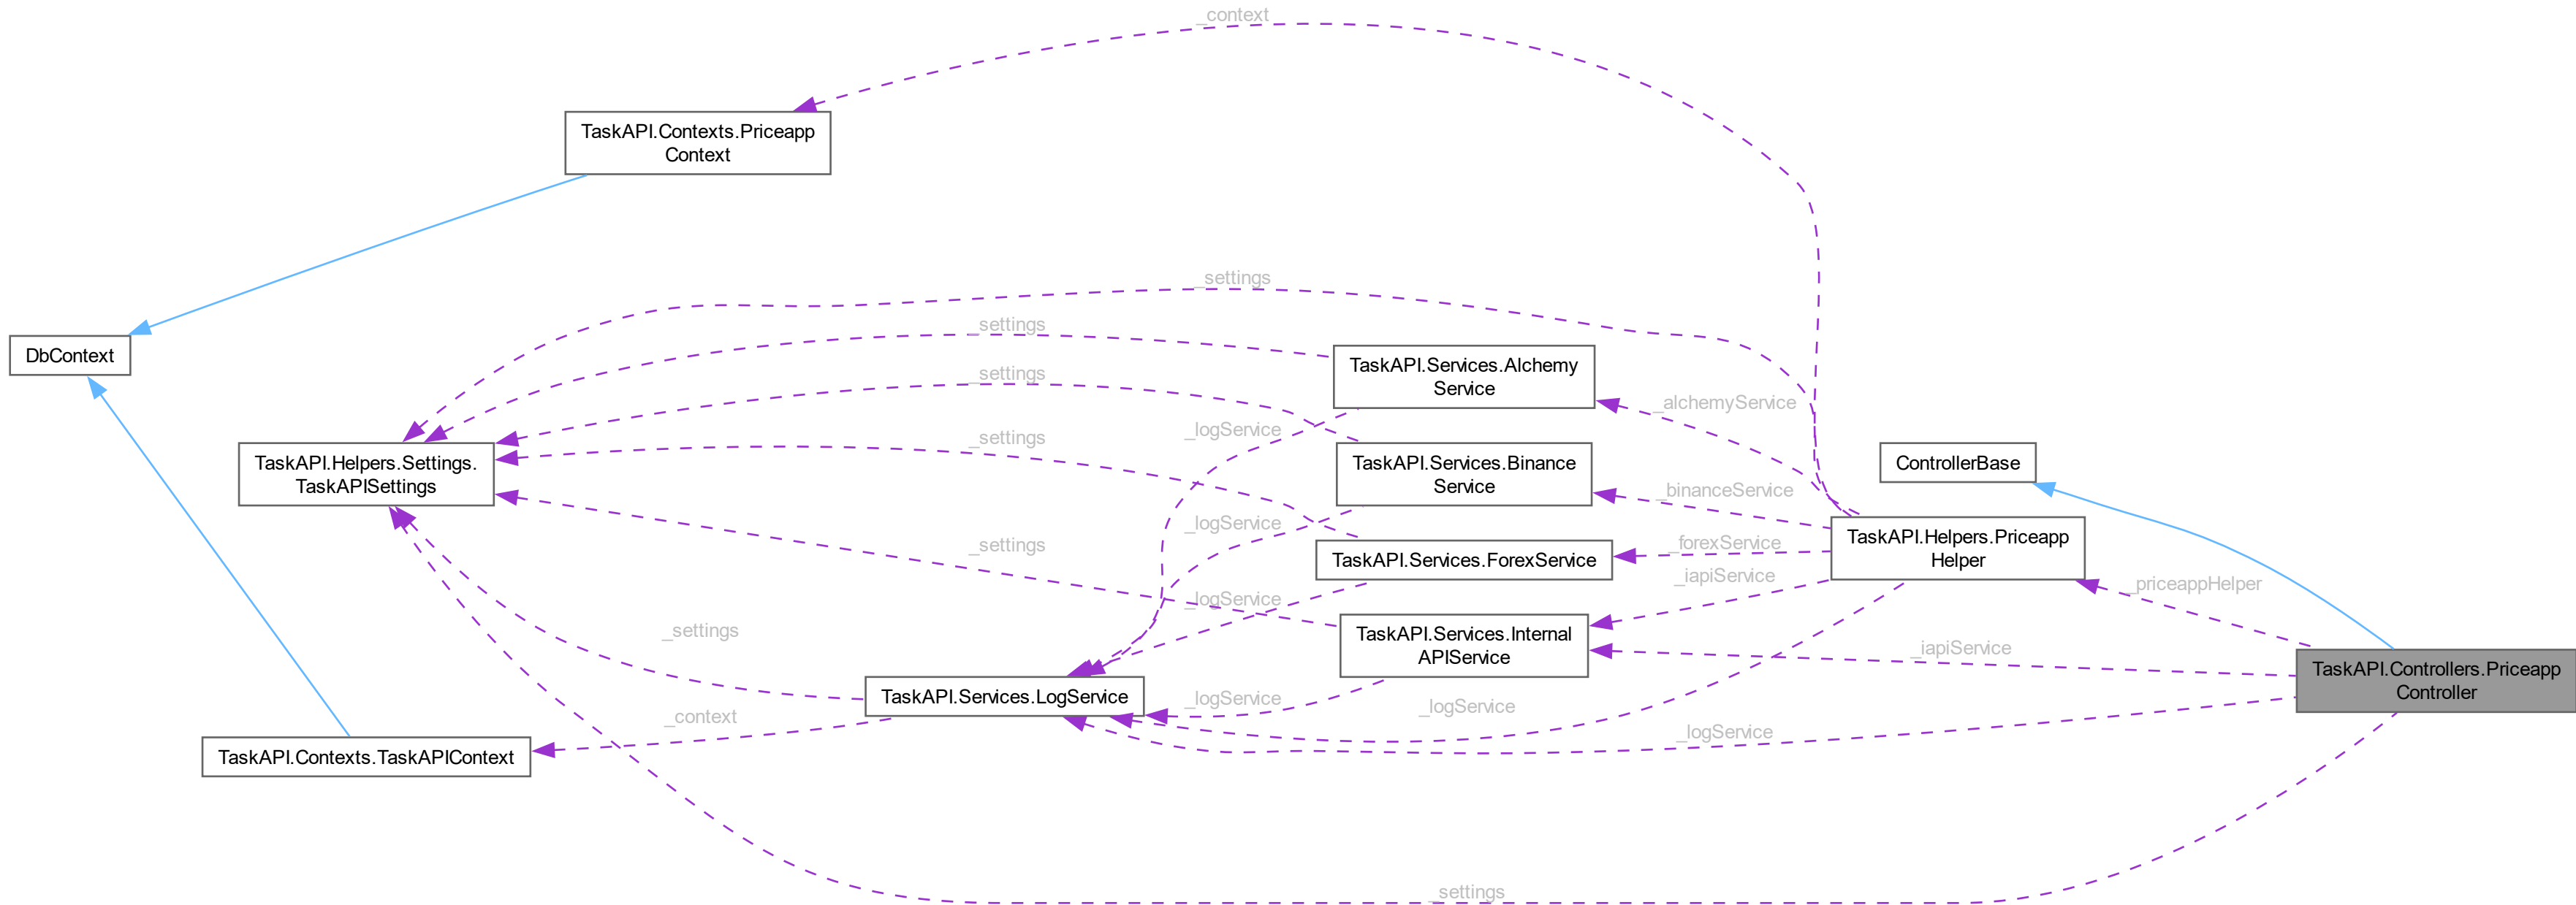 _context
TaskAPI.Contexts.Priceapp
Context
_settings
_settings
DbContext
TaskAPI.Services.Alchemy
Service
_settings
_alchemyService
_logService
_settings
TaskAPI.Helpers.Settings.
TaskAPISettings
TaskAPI.Services.Binance
Service
ControllerBase
_binanceService
_logService
TaskAPI.Helpers.Priceapp
Helper
_settings
_forexService
TaskAPI.Services.ForexService
_iapiService
_priceappHelper
_logService
_settings
TaskAPI.Services.Internal
APIService
_iapiService
TaskAPI.Controllers.Priceapp
Controller
TaskAPI.Services.LogService
_logService
_logService
_context
_logService
TaskAPI.Contexts.TaskAPIContext
_settings